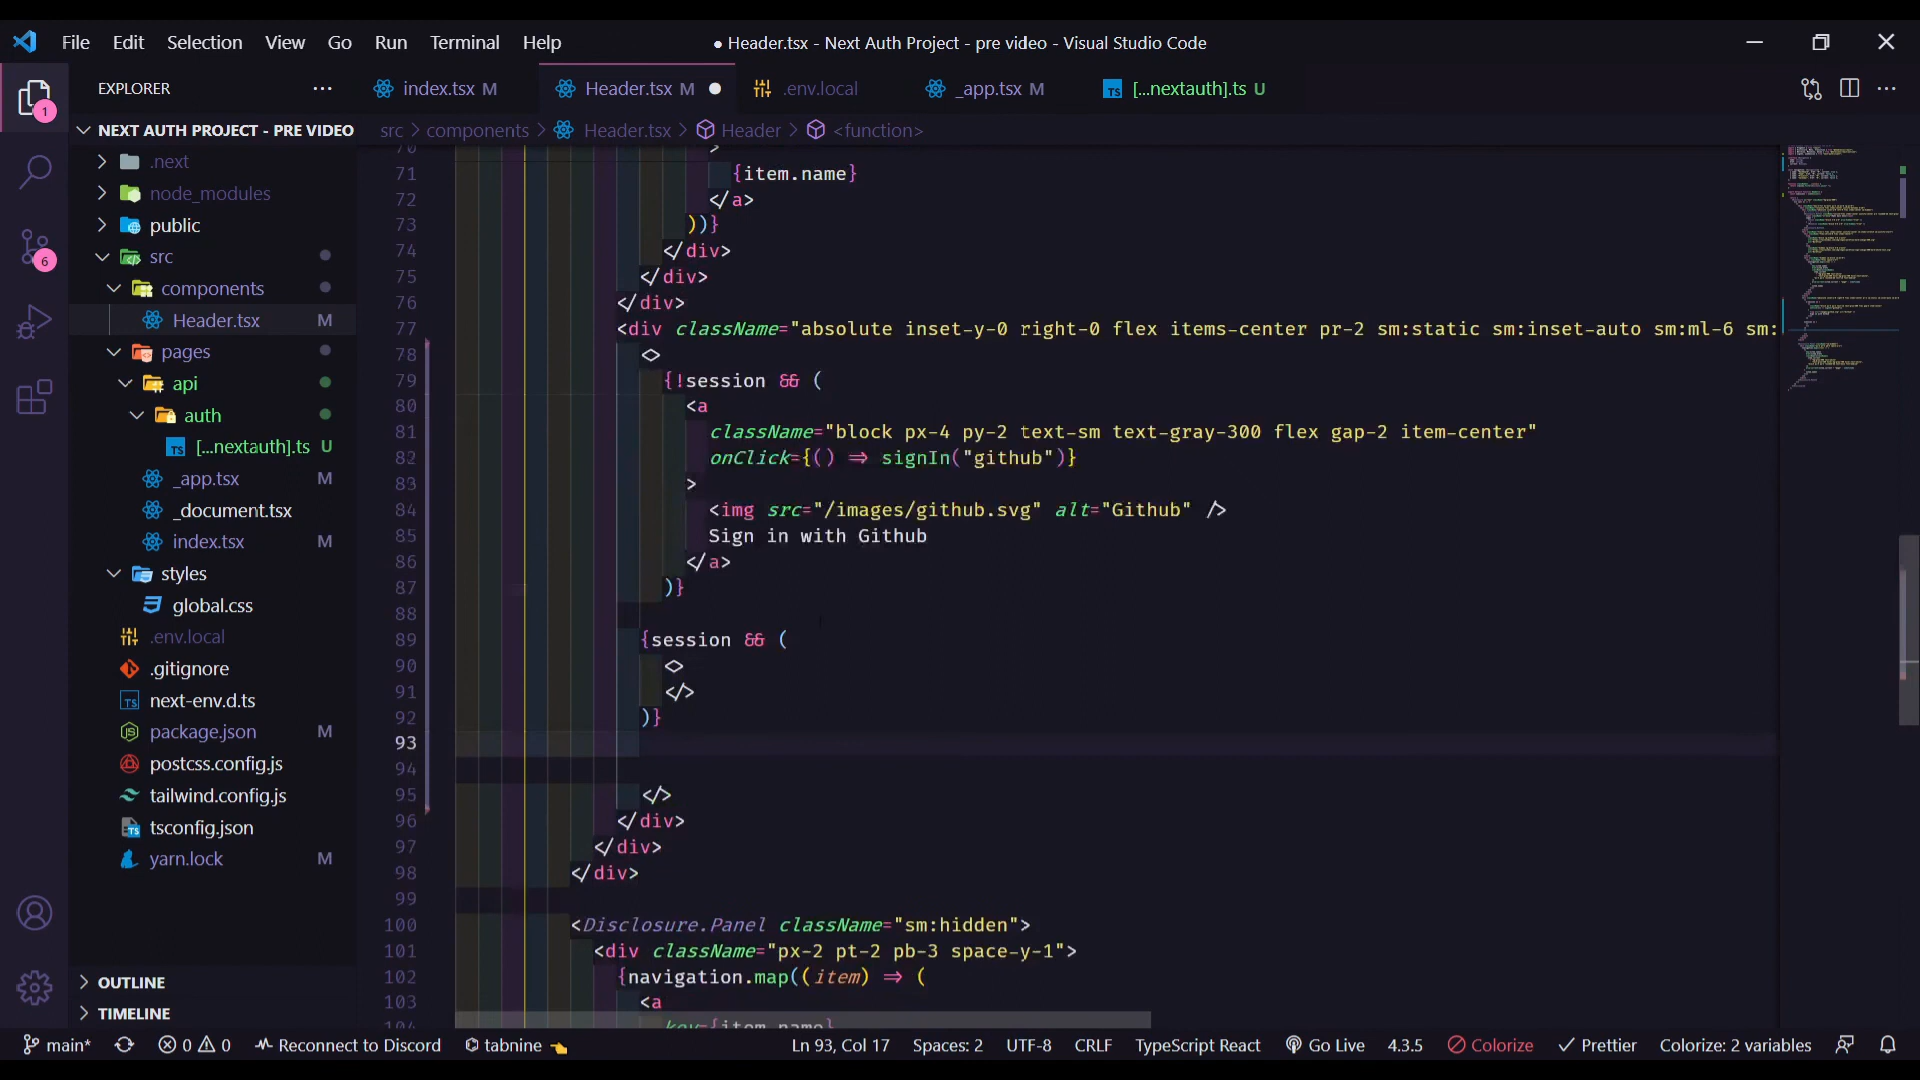 File Edit Selection View Go Run Terminal Help ● Header.tsx - Next Auth Project - pre video - Visual Studio Code
EXPLORER ···
index.tsx M Header.tsx M ● .env.local _app.tsx M TS [...nextauth].ts U ···
NEXT AUTH PROJECT - PRE VIDEO
src > components > Header.tsx > Header > <function>
.next
node_modules
public
src
components
Header.tsx M
pages
api
auth
TS [...nextauth].ts U
_app.tsx M
_document.tsx
index.tsx M
styles
global.css
.env.local
.gitignore
TS next-env.d.ts
package.json M
postcss.config.js
tailwind.config.js
tsconfig.json
yarn.lock M
OUTLINE
TIMELINE
1
6
70 >
71 {item.name}
72 </a>
73 ))}
74 </div>
75 </div>
76 </div>
77 <div className="absolute inset-y-0 right-0 flex items-center pr-2 sm:static sm:inset-auto sm:ml-6 sm:
78 <>
79 {!session && (
80 <a
81 className="block px-4 py-2 text-sm text-gray-300 flex gap-2 item-center"
82 onClick={() => signIn("github")}
83 >
84 <img src="/images/github.svg" alt="Github" />
85 Sign in with Github
86 </a>
87 )}
88
89 {session && (
90 <>
91 </>
92 )}
93
94
95 </>
96 </div>
97 </div>
98 </div>
99
100 <Disclosure.Panel className="sm:hidden">
101 <div className="px-2 pt-2 pb-3 space-y-1">
102 {navigation.map((item) => (
103 <a
104 key={item.name}
main* 0 0 Reconnect to Discord tabnine Ln 93, Col 17 Spaces: 2 UTF-8 CRLF TypeScript React Go Live 4.3.5 Colorize Prettier Colorize: 2 variables